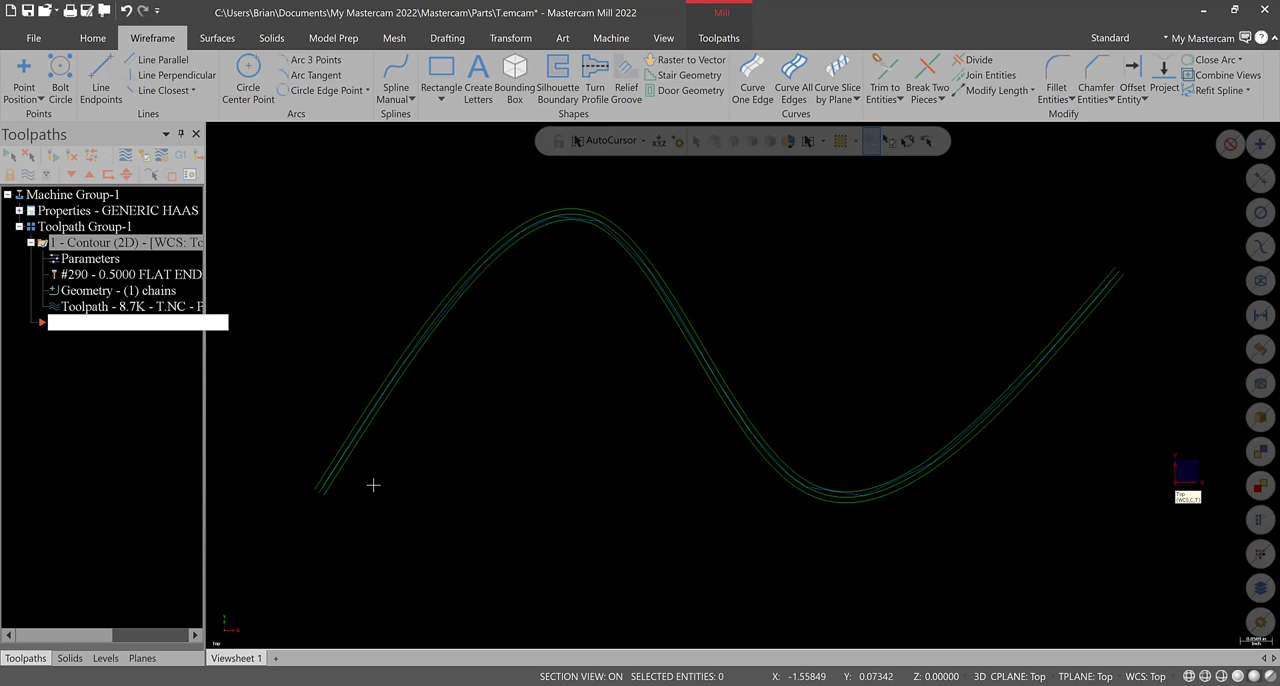 C:\Users\Brian\Documents\My Mastercam 2022\Mastercam\Parts\T.emcam* - Mastercam Mill 2022
Mill
File Home Wireframe Surfaces Solids Model Prep Mesh Drafting Transform Art Machine View Toolpaths Standard My Mastercam
Point Position
Bolt Circle
Points
Line Endpoints
Line Parallel
Line Perpendicular
Line Closest
Lines
Circle Center Point
Arc 3 Points
Arc Tangent
Circle Edge Point
Arcs
Spline Manual
Splines
Rectangle
Create Letters
Bounding Box
Silhouette Boundary
Turn Profile
Relief Groove
Raster to Vector
Stair Geometry
Door Geometry
Shapes
Curve One Edge
Curve All Edges
Curve Slice by Plane
Curves
Trim to Entities
Break Two Pieces
Divide
Join Entities
Modify Length
Fillet Entities
Chamfer Entities
Offset Entity
Project
Close Arc
Combine Views
Refit Spline
Modify
Toolpaths
AutoCursor
G1
Machine Group-1
Properties - GENERIC HAAS
Toolpath Group-1
1 - Contour (2D) - [WCS: To
Parameters
#290 - 0.5000 FLAT END
Geometry - (1) chains
Toolpath - 8.7K - T.NC - P
Y
X
Top
(WCS,C,T)
Top
Inch
Toolpaths Solids Levels Planes Viewsheet 1 +
SECTION VIEW: ON SELECTED ENTITIES: 0 X: -1.55849 Y: 0.07342 Z: 0.00000 3D CPLANE: Top TPLANE: Top WCS: Top